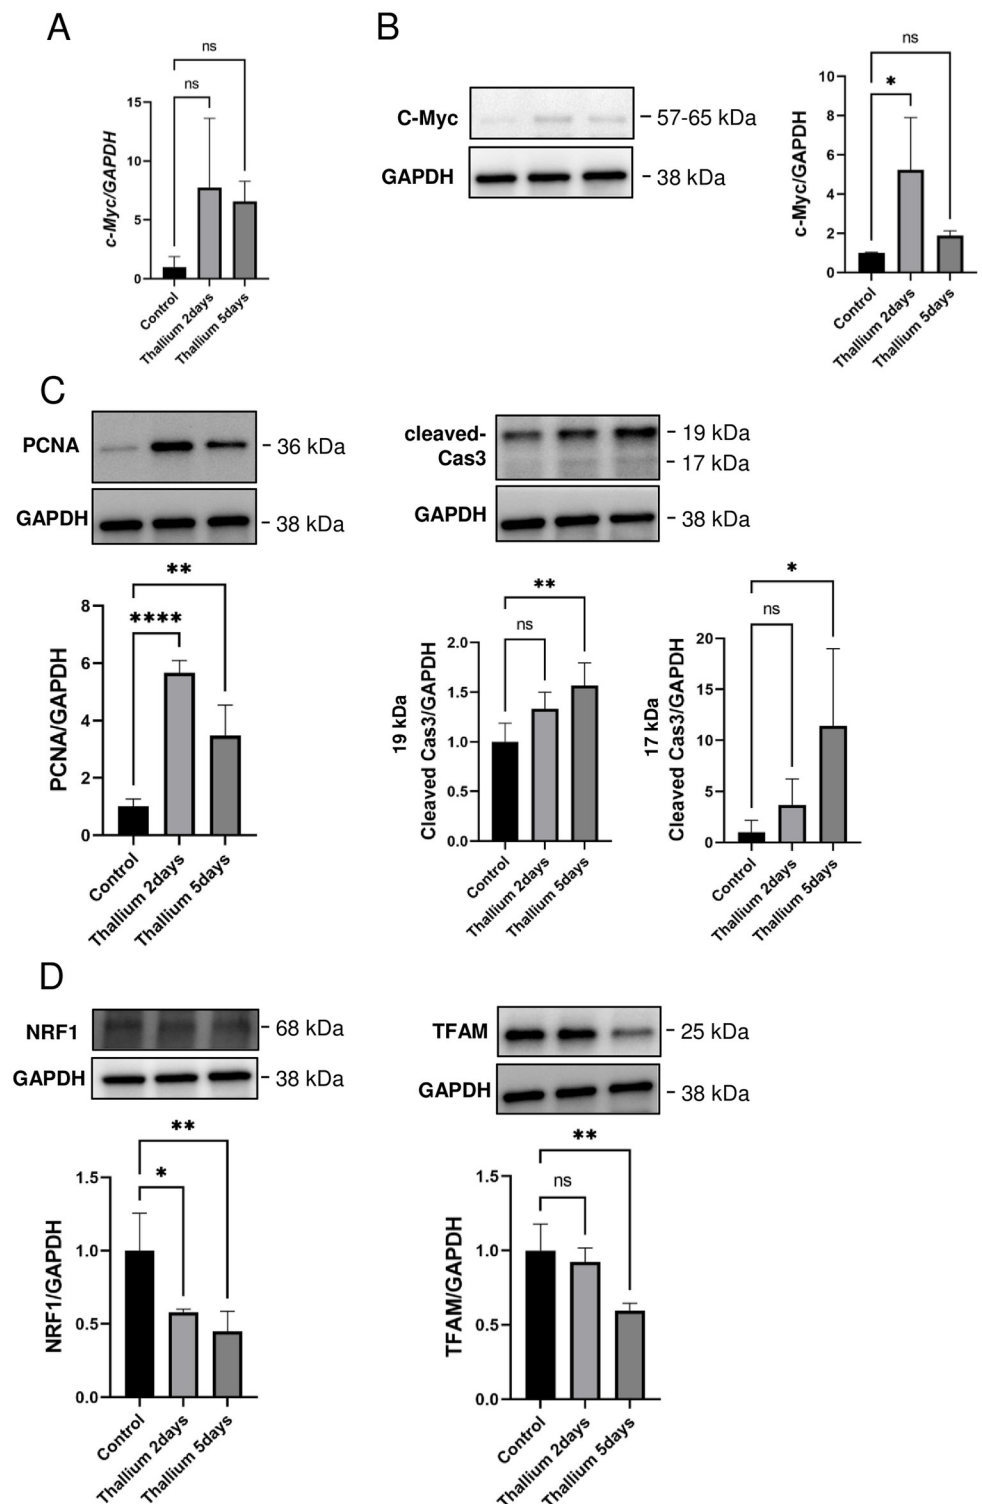 A
ns
ns
15
10
5
0
c-Myc/GAPDH
Control
Thallium 2days
Thallium 5days
B
C-Myc
57-65 kDa
GAPDH
38 kDa
ns
*
10
8
6
4
2
0
c-Myc/GAPDH
Control
Thallium 2days
Thallium 5days
C
PCNA
36 kDa
GAPDH
38 kDa
**
****
8
6
4
2
0
PCNA/GAPDH
Control
Thallium 2days
Thallium 5days
cleaved-
Cas3
19 kDa
17 kDa
GAPDH
38 kDa
**
ns
2.0
1.5
1.0
0.5
0.0
19 kDa
Cleaved Cas3/GAPDH
Control
Thallium 2days
Thallium 5days
*
ns
20
15
10
5
0
17 kDa
Cleaved Cas3/GAPDH
Control
Thallium 2days
Thallium 5days
D
NRF1
68 kDa
GAPDH
38 kDa
**
*
1.5
1.0
0.5
0.0
NRF1/GAPDH
Control
Thallium 2days
Thallium 5days
TFAM
25 kDa
GAPDH
38 kDa
**
ns
1.5
1.0
0.5
0.0
TFAM/GAPDH
Control
Thallium 2days
Thallium 5days